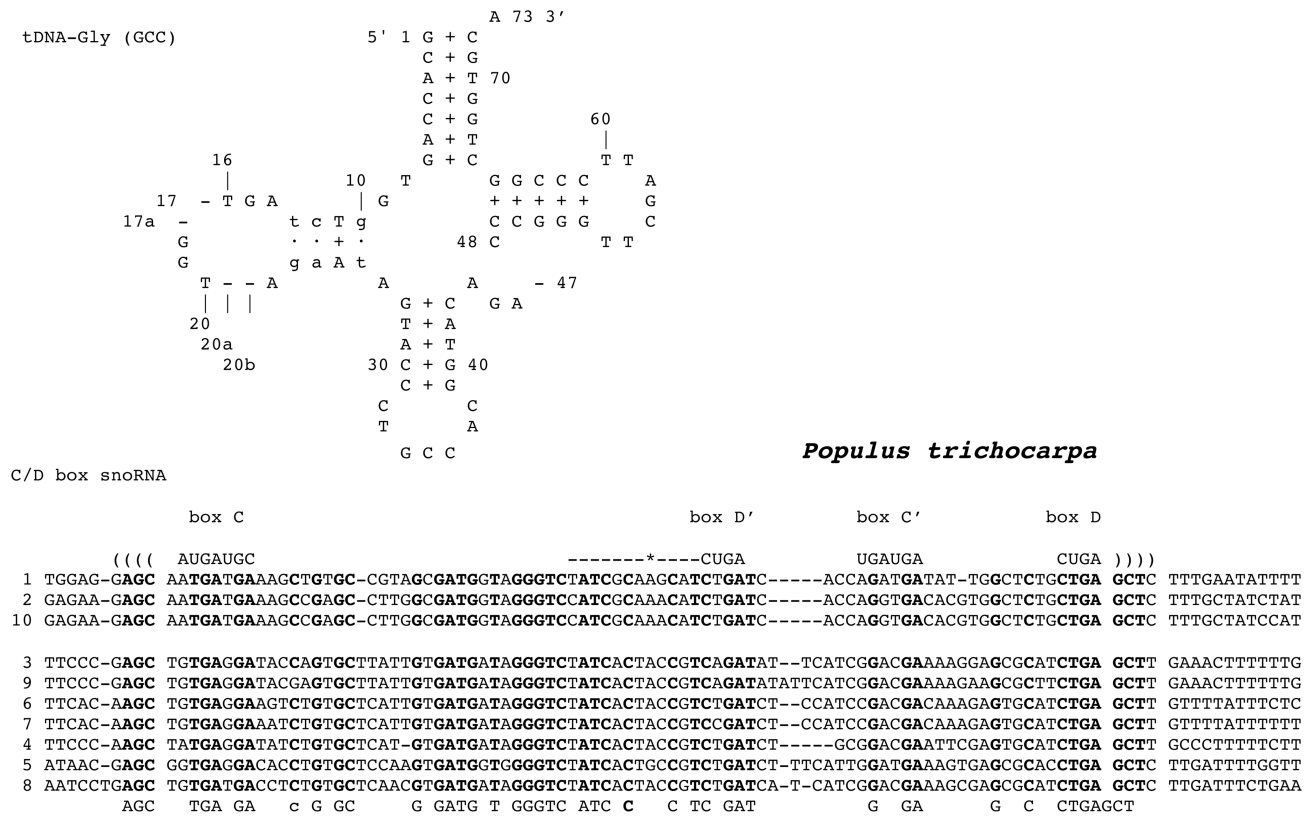 A 73 3’
tDNA-Gly (GCC) 5' 1 G + C
C + G
A + T 70
C + G
C + G 60
A + T |
16 G + C T T
| 10 T G G C C C A
17 - T G A | G + + + + + G
17a - t c T g C C G G G C
G · · + · 48 C T T
G g a A t
T - - A A A - 47
| | | G + C G A
20 T + A
20a A + T
20b 30 C + G 40
C + G
C C
T A
G C C
Populus trichocarpa
C/D box snoRNA
box C box D’ box C’ box D
(((( AUGAUGC -------*----CUGA UGAUGA CUGA ))))
1 TGGAG-GAGC AATGATGAAAGCTGTGC-CGTAGCGATGGTAGGGTCTATCGCAAGCATCTGATC-----ACCAGATGATAT-TGGCTCTGCTGA GCTC TTTGAATATTTT
2 GAGAA-GAGC AATGATGAAAGCCGAGC-CTTGGCGATGGTAGGGTCCATCGCAAACATCTGATC-----ACCAGGTGACACGTGGCTCTGCTGA GCTC TTTGCTATCTAT
10 GAGAA-GAGC AATGATGAAAGCCGAGC-CTTGGCGATGGTAGGGTCCATCGCAAACATCTGATC-----ACCAGGTGACACGTGGCTCTGCTGA GCTC TTTGCTATCCAT
3 TTCCC-GAGC TGTGAGGATACCAGTGCTTATTGTGATGATAGGGTCTATCACTACCGTCAGATAT--TCATCGGACGAAAAGGAGCGCATCTGA GCTT GAAACTTTTTTG
9 TTCCC-GAGC TGTGAGGATACGAGTGCTTATTGTGATGATAGGGTCTATCACTACCGTCAGATATATTCATCGGACGAAAAGAAGCGCTTCTGA GCTT GAAACTTTTTTG
6 TTCAC-AAGC TGTGAGGAAGTCTGTGCTCATTGTGATGATAGGGTCTATCACTACCGTCTGATCT--CCATCCGACGACAAAGAGTGCATCTGA GCTT GTTTTATTTCTC
7 TTCAC-AAGC TGTGAGGAAATCTGTGCTCATTGTGATGATAGGGTCTATCACTACCGTCCGATCT--CCATCCGACGACAAAGAGTGCATCTGA GCTT GTTTTATTTTTT
4 TTCCC-AAGC TATGAGGATATCTGTGCTCAT-GTGATGATAGGGTCTATCACTACCGTCTGATCT-----GCGGACGAATTCGAGTGCATCTGA GCTT GCCCTTTTTCTT
5 ATAAC-GAGC GGTGAGGACACCTGTGCTCCAAGTGATGGTGGGGTCTATCACTGCCGTCTGATCT-TTCATTGGATGAAAGTGAGCGCACCTGA GCTC TTGATTTTGGTT
8 AATCCTGAGC TGTGATGACCTCTGTGCTCAACGTGATGGTAGGGTCTATCACTACCGTCTGATCA-T-CATCGGACGAAAGCGAGCGCATCTGA GCTC TTGATTTCTGAA
AGC TGA GA c G GC G GATG T GGGTC ATC C C TC GAT G GA G C CTGAGCT